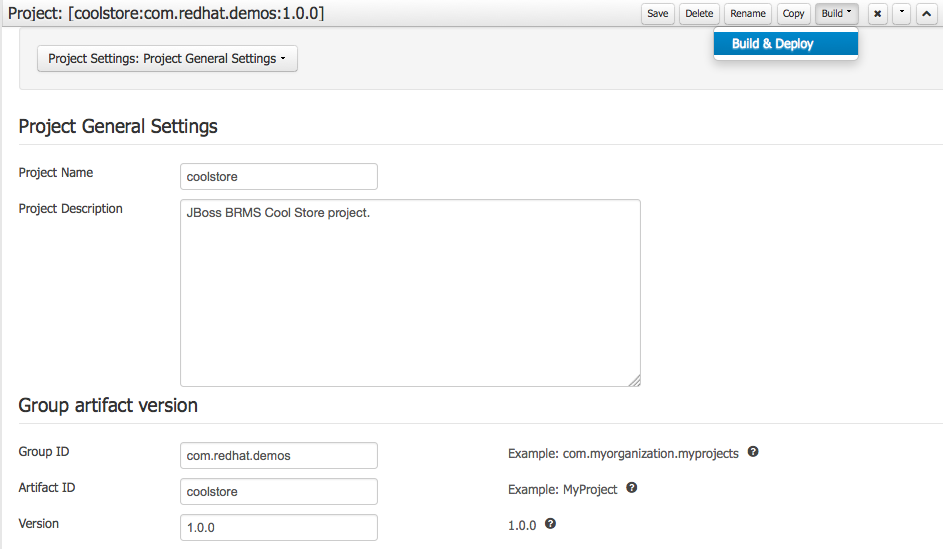 Project: [coolstore:com.redhat.demos:1.0.0]
Save
Delete
Rename
Copy
Build
Build & Deploy
Project Settings: Project General Settings
Project General Settings
Project Name
coolstore
Project Description
JBoss BRMS Cool Store project.
Group artifact version
Group ID
com.redhat.demos
Example: com.myorganization.myprojects
Artifact ID
coolstore
Example: MyProject
Version
1.0.0
1.0.0